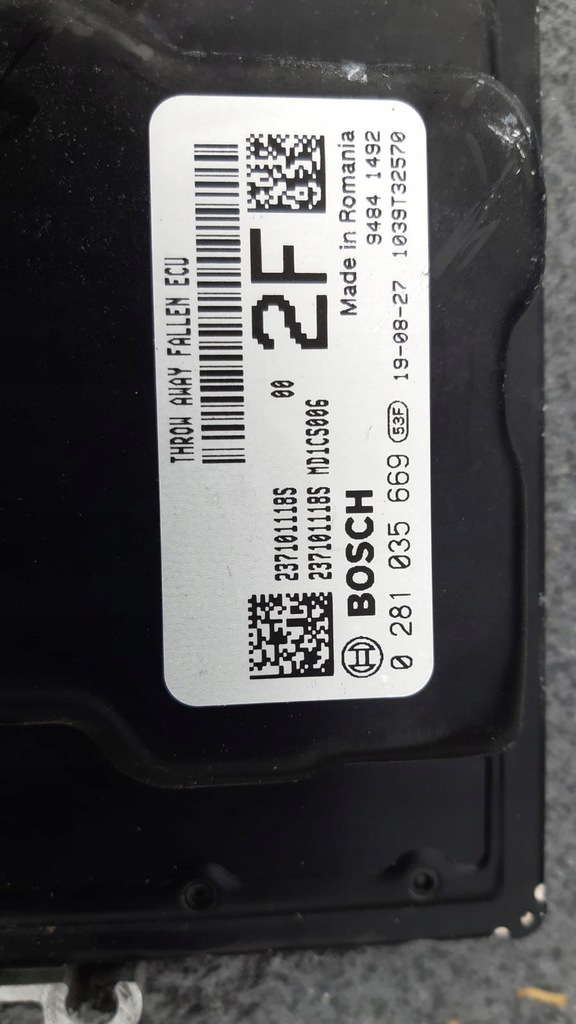 THROW AWAY FALLEN ECU
00
2F
237101118S
237101118S MD1CS006
BOSCH
Made in Romania
9484 1492
0 281 035 669 53F 19-08-27 1039T32570